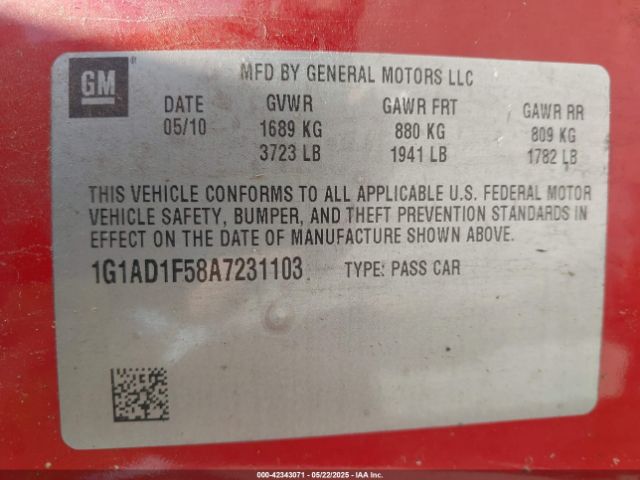 GM
MFD BY GENERAL MOTORS LLC
DATE GVWR GAWR FRT GAWR RR
05/10 1689 KG 880 KG 809 KG
3723 LB 1941 LB 1782 LB
THIS VEHICLE CONFORMS TO ALL APPLICABLE U.S. FEDERAL MOTOR
VEHICLE SAFETY, BUMPER, AND THEFT PREVENTION STANDARDS IN
EFFECT ON THE DATE OF MANUFACTURE SHOWN ABOVE.
1G1AD1F58A7231103 TYPE: PASS CAR
000-42343071 - 05/22/2025 - IAAI, Inc.